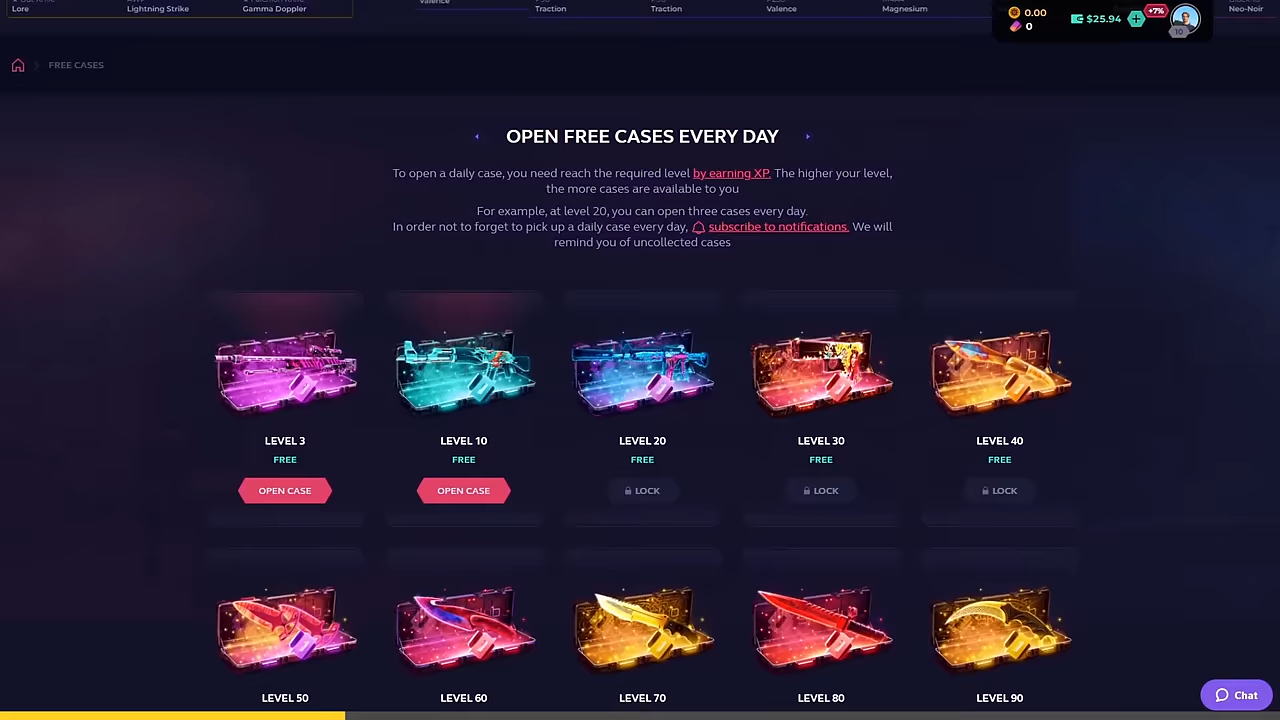 Lore
Lightning Strike
Gamma Doppler
Valence
Traction
Traction
Valence
Magnesium
Neo-Noir
0.00
0
$25.94
+7%
10
FREE CASES
OPEN FREE CASES EVERY DAY
To open a daily case, you need reach the required level by earning XP. The higher your level,
the more cases are available to you
For example, at level 20, you can open three cases every day.
In order not to forget to pick up a daily case every day, subscribe to notifications. We will
remind you of uncollected cases
LEVEL 3
FREE
OPEN CASE
LEVEL 10
FREE
OPEN CASE
LEVEL 20
FREE
LOCK
LEVEL 30
FREE
LOCK
LEVEL 40
FREE
LOCK
LEVEL 50
LEVEL 60
LEVEL 70
LEVEL 80
LEVEL 90
Chat